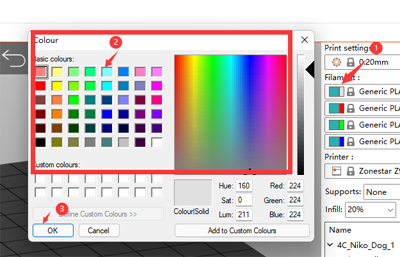 Colour
Basic colours:
2
Custom colours:
Define Custom Colours >>
3
OK
Cancel
Hue: 160
Red: 224
Sat: 0
Green: 224
Colour|Solid
Lum: 211
Blue: 224
Add to Custom Colours
Print settings
1
0.20mm
Filament :
Generic PLA
Generic PLA
Generic PLA
Generic PLA
Printer :
Zonestar Z
Supports: None
Infill: 20%
Name
4C_Niko_Dog_1